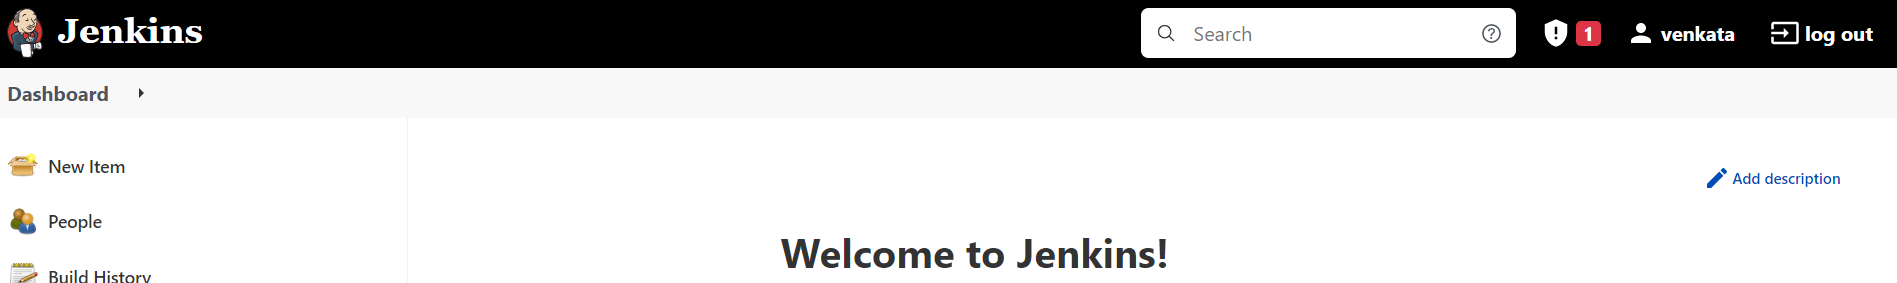 Jenkins
Search
1
venkata
log out
Dashboard
New Item
Add description
People
Welcome to Jenkins!
Build History